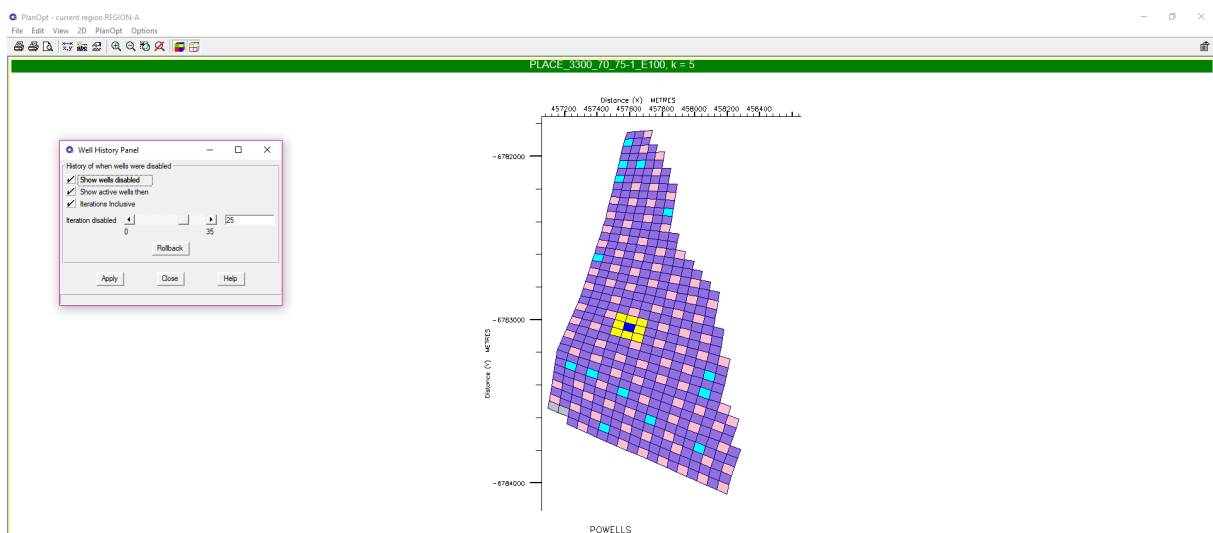 PlanOpt - current region REGION-A
File Edit View 2D PlanOpt Options
PLACE_3300_70_75-1_E100, k = 5
Distance (X) METRES
457200 457400 457600 457800 458000 458200 458400
Well History Panel
History of when wells were disabled
Show wells disabled
Show active wells then
Iterations Inclusive
Iteration disabled 25
0 35
Rollback
Apply Close Help
-6782000
-6783000
Distance (Y) METRES
-6784000
POWELLS